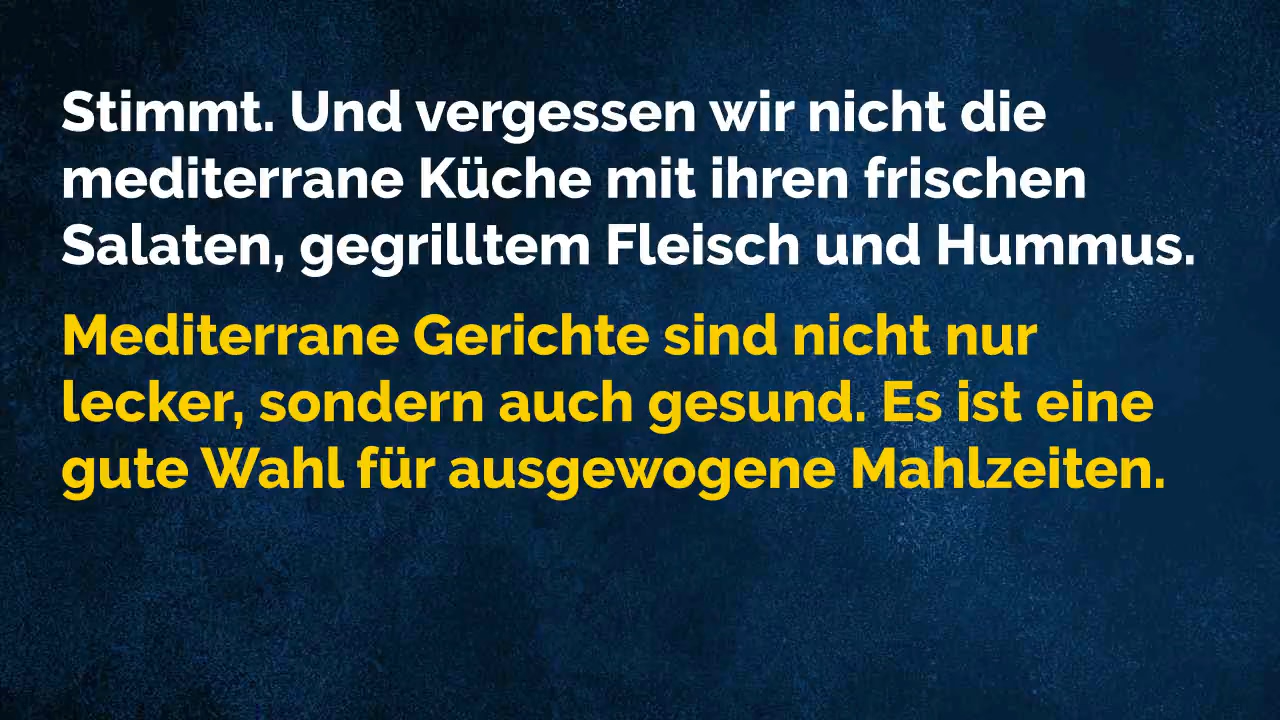 Stimmt. Und vergessen wir nicht die
mediterrane Küche mit ihren frischen
Salaten, gegrilltem Fleisch und Hummus.
Mediterrane Gerichte sind nicht nur
lecker, sondern auch gesund. Es ist eine
gute Wahl für ausgewogene Mahlzeiten.